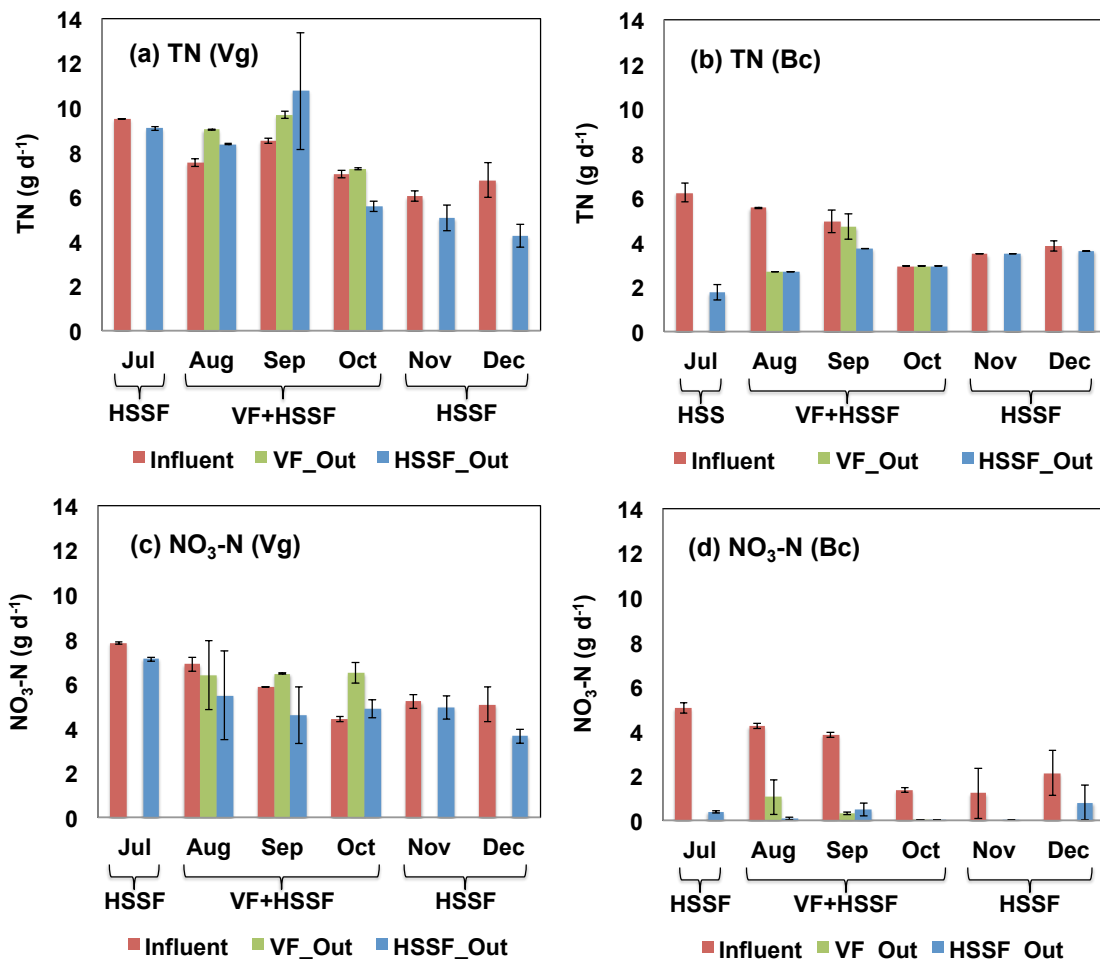 (a) TN (Vg)
TN (g d⁻¹)
14
12
10
8
6
4
2
0
Jul Aug Sep Oct Nov Dec
HSSF VF+HSSF HSSF
Influent VF_Out HSSF_Out
(b) TN (Bc)
TN (g d⁻¹)
14
12
10
8
6
4
2
0
Jul Aug Sep Oct Nov Dec
HSS VF+HSSF HSSF
Influent VF_Out HSSF_Out
(c) NO₃-N (Vg)
NO₃-N (g d⁻¹)
14
12
10
8
6
4
2
0
Jul Aug Sep Oct Nov Dec
HSSF VF+HSSF HSSF
Influent VF_Out HSSF_Out
(d) NO₃-N (Bc)
NO₃-N (g d⁻¹)
14
12
10
8
6
4
2
0
Jul Aug Sep Oct Nov Dec
HSSF VF+HSSF HSSF
Influent VF Out HSSF Out